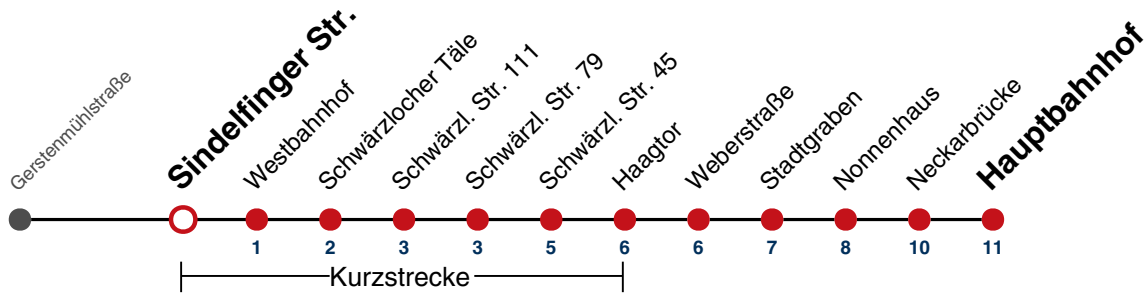 Gerstenmühlstraße
Sindelfinger Str.
Westbahnhof
Schwärzlocher Täle
Schwärzl. Str. 111
Schwärzl. Str. 79
Schwärzl. Str. 45
Haagtor
Weberstraße
Stadtgraben
Nonnenhaus
Neckarbrücke
Hauptbahnhof
1 2 3 3 5 6 6 7 8 10 11
Kurzstrecke